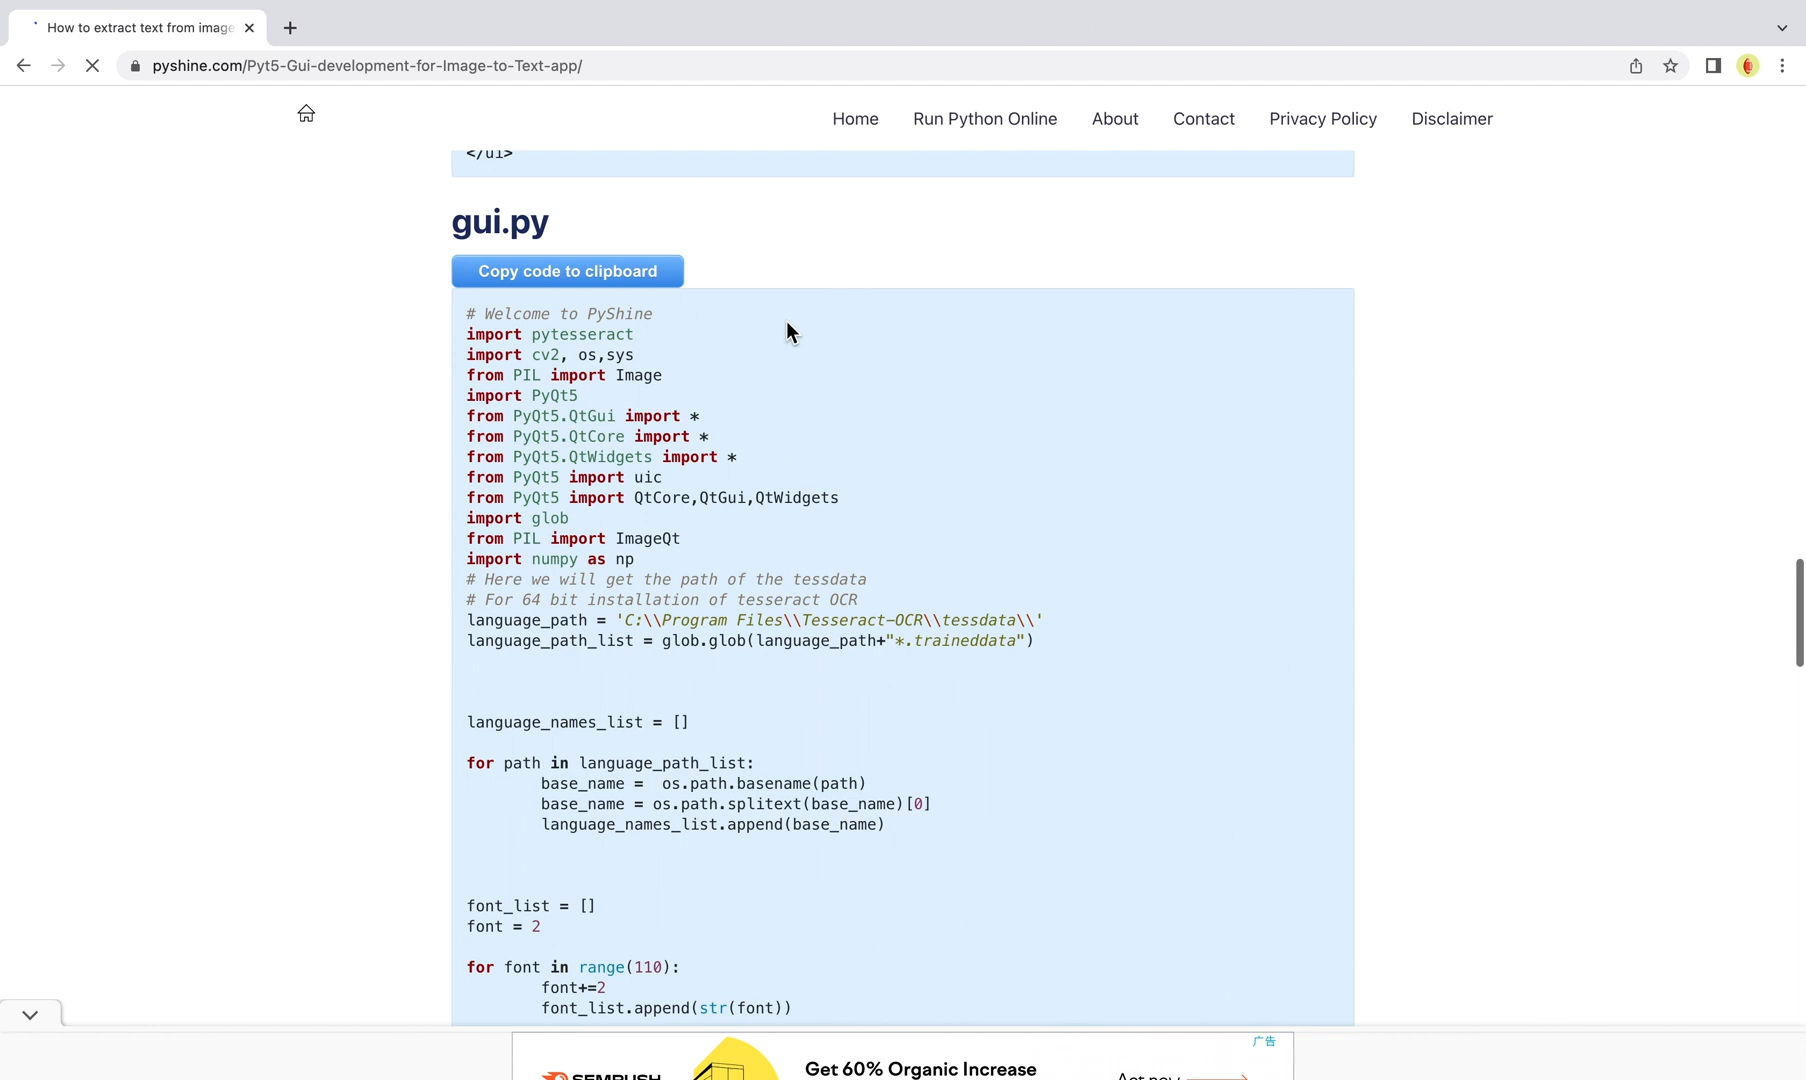 How to extract text from image
pyshine.com/Pyt5-Gui-development-for-Image-to-Text-app/
Home Run Python Online About Contact Privacy Policy Disclaimer
</ui>
gui.py
Copy code to clipboard
# Welcome to PyShine
import pytesseract
import cv2, os,sys
from PIL import Image
import PyQt5
from PyQt5.QtGui import *
from PyQt5.QtCore import *
from PyQt5.QtWidgets import *
from PyQt5 import uic
from PyQt5 import QtCore,QtGui,QtWidgets
import glob
from PIL import ImageQt
import numpy as np
# Here we will get the path of the tessdata
# For 64 bit installation of tesseract OCR
language_path = 'C:\\Program Files\\Tesseract-OCR\\tessdata\\'
language_path_list = glob.glob(language_path+"*.traineddata")
language_names_list = []
for path in language_path_list:
base_name =  os.path.basename(path)
base_name = os.path.splitext(base_name)[0]
language_names_list.append(base_name)
font_list = []
font = 2
for font in range(110):
font+=2
font_list.append(str(font))
广告
SEMRUSH
Get 60% Organic Increase
Act now